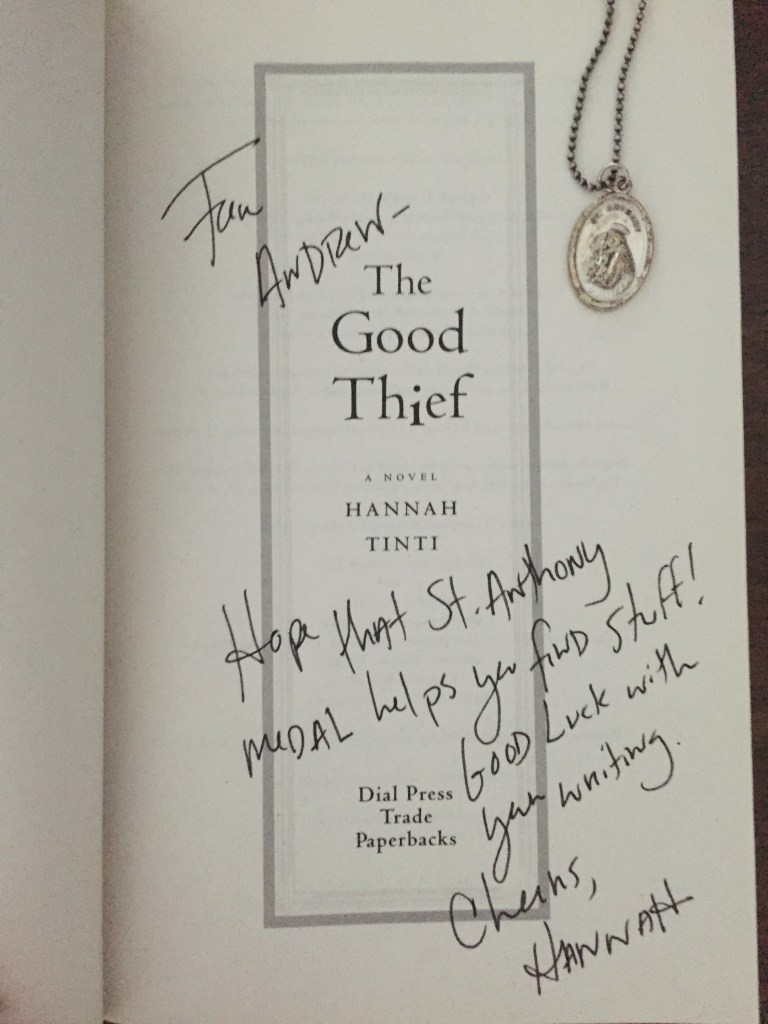 For
ANDREW-
The
Good
Thief
A NOVEL
HANNAH
TINTI
Hope that St. Anthony
MEDAL helps you find stuff!
GOOD Luck with
your writing.
Dial Press
Trade
Paperbacks
Cheers,
HANNAH